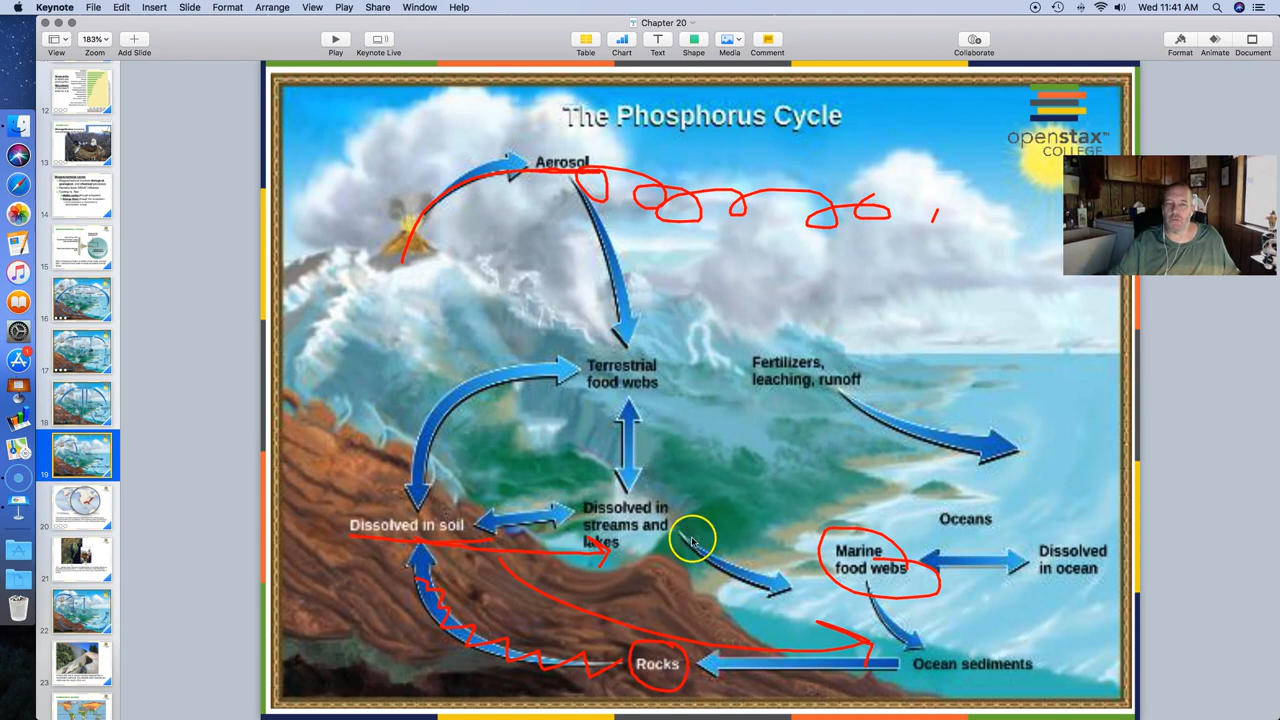 Keynote File Edit Insert Slide Format Arrange View Play Share Window Help
Wed 11:41 AM
Chapter 20
183%
View Zoom Add Slide Play Keynote Live Table Chart Text Shape Media Comment Collaborate Format Animate Document
The Phosphorus Cycle
openstax™
COLLEGE
Aerosol
Terrestrial
food webs
Fertilizers,
leaching, runoff
Dissolved in soil
Dissolved in
streams and
lakes
Oceans
Marine
food webs
Dissolved
in ocean
Rocks
Ocean sediments
12
13
14
15
16
17
18
19
20
21
22
23